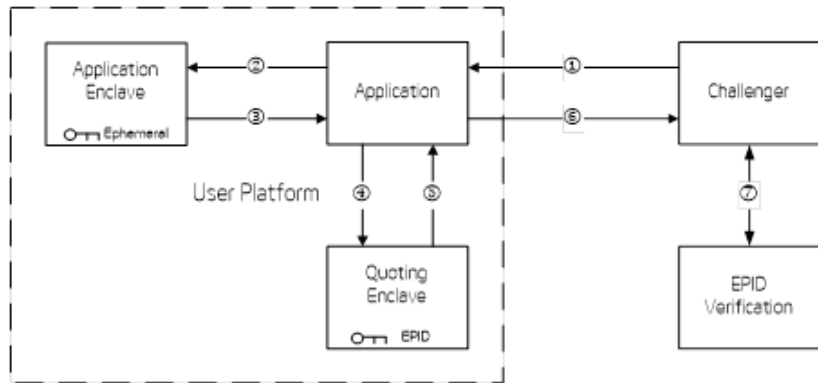 Application
Enclave
Ephemeral
②
③
Application
①
⑥
Challenger
User Platform
④
⑤
⑦
Quoting
Enclave
EPID
EPID
Verification